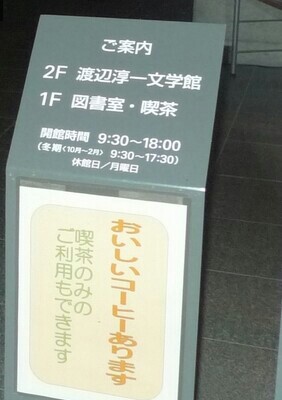 ご案内
2F 渡辺淳一文学館
1F 図書室・喫茶
開館時間 9:30～18:00
(冬期<10月～2月> 9:30～17:30)
休館日／月曜日
おいしいコーヒーあります
喫茶のみの
ご利用もできます